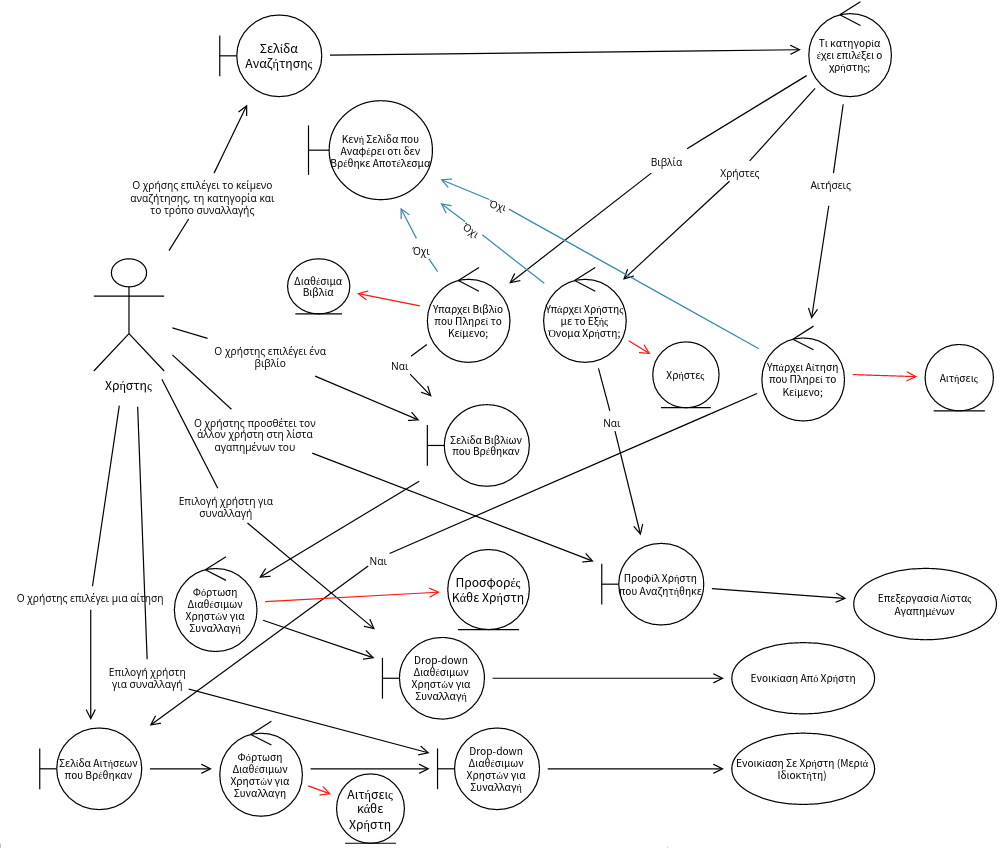 Σελίδα
Αναζήτησης
Τι κατηγορία
έχει επιλέξει ο
χρήστης;
Κενή Σελίδα που
Αναφέρει οτι δεν
Βρέθηκε Αποτέλεσμα
Βιβλία
Χρήστες
Αιτήσεις
Ο χρήσης επιλέγει το κείμενο
αναζήτησης, τη κατηγορία και
το τρόπο συναλλαγής
Όχι
Όχι
Όχι
Διαθέσιμα
Βιβλία
Υπαρχει Βιβλίο
που Πληρεί το
Κείμενο;
Υπάρχει Χρήστης
με το Εξής
Όνομα Χρήστη;
Υπάρχει Αίτηση
που Πληρεί το
Κείμενο;
Χρήστες
Αιτήσεις
Χρήστης
Ο χρήστης επιλέγει ένα
βιβλίο
Ναι
Ο χρήστης προσθέτει τον
άλλον χρήστη στη λίστα
αγαπημένων του
Ναι
Σελίδα Βιβλίων
που Βρέθηκαν
Επιλογή χρήστη για
συναλλαγή
Ναι
Ο χρήστης επιλέγει μια αίτηση
Φόρτωση
Διαθέσιμων
Χρηστών για
Συναλλαγή
Προσφορές
Κάθε Χρήστη
Προφίλ Χρήστη
που Αναζητήθηκε
Επεξεργασία Λίστας
Αγαπημένων
Επιλογή χρήστη
για συναλλαγή
Drop-down
Διαθέσιμων
Χρηστών για
Συναλλαγή
Ενοικίαση Από Χρήστη
Σελίδα Αιτήσεων
που Βρέθηκαν
Φόρτωση
Διαθέσιμων
Χρηστών για
Συναλλαγη
Αιτήσεις
κάθε
Χρήστη
Drop-down
Διαθέσιμων
Χρηστών για
Συναλλαγή
Ενοικίαση Σε Χρήστη (Μεριά
Ιδιοκτήτη)